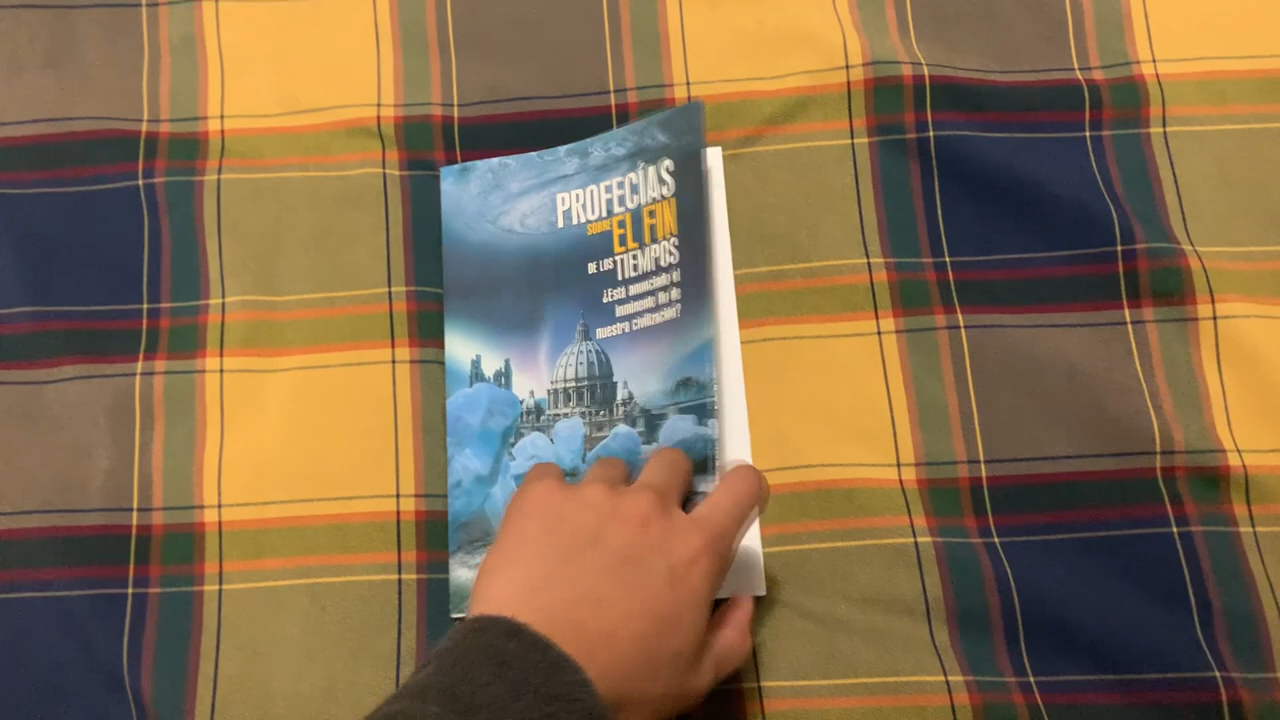 PROFECÍAS
SOBRE EL FIN
DE LOS TIEMPOS
¿Está anunciado el
inminente fin de
nuestra civilización?